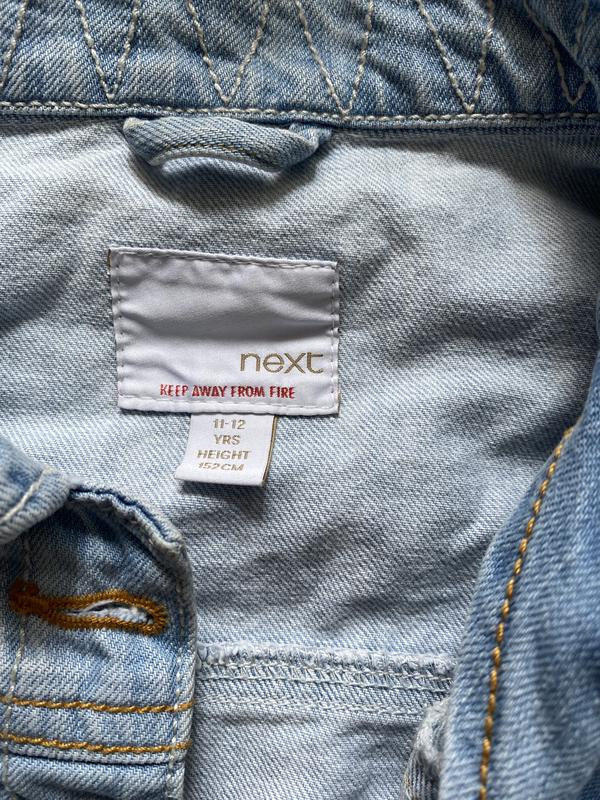 next
KEEP AWAY FROM FIRE
11-12
YRS
HEIGHT
152CM